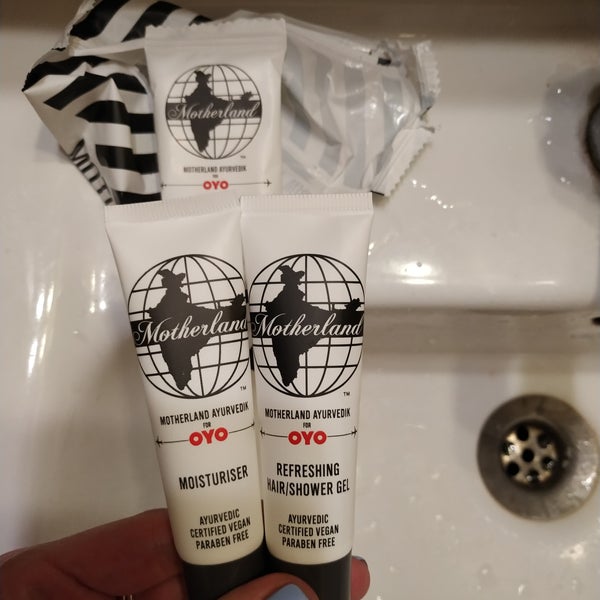 Motherland
TM
MOTHERLAND AYURVEDIK
FOR
OYO
Motherland
TM
MOTHERLAND AYURVEDIK
FOR
OYO
MOISTURISER
AYURVEDIC
CERTIFIED VEGAN
PARABEN FREE
Motherland
TM
MOTHERLAND AYURVEDIK
FOR
OYO
REFRESHING
HAIR/SHOWER GEL
AYURVEDIC
CERTIFIED VEGAN
PARABEN FREE